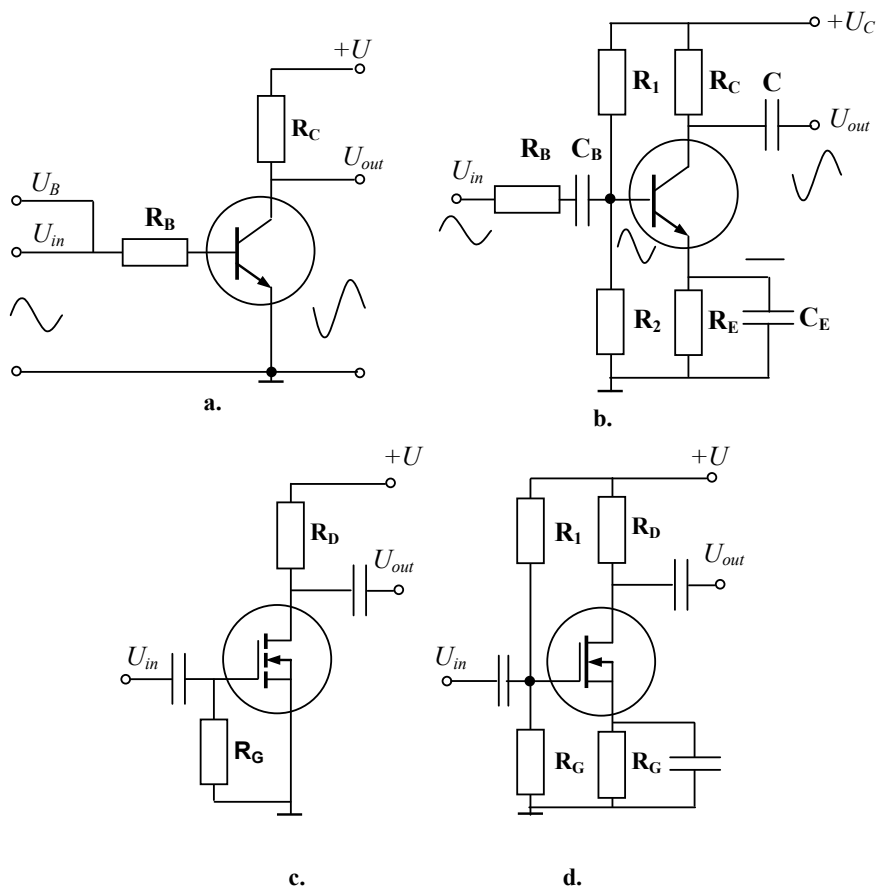 +U
R_C
U_out
U_B
U_in
R_B
a.
+U_C
R_1
R_C
C
U_out
R_B
C_B
U_in
R_2
R_E
C_E
b.
+U
R_D
U_out
U_in
R_G
c.
+U
R_1
R_D
U_out
U_in
R_G
R_G
d.